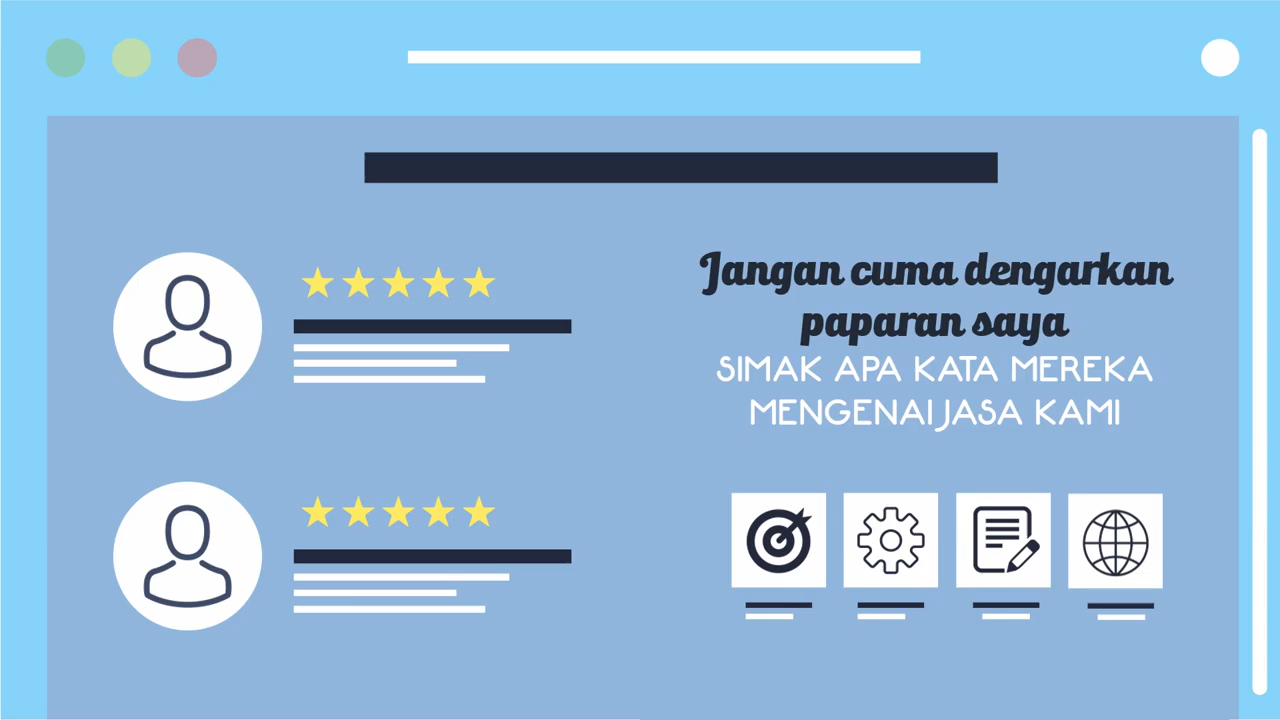 Jangan cuma dengarkan
paparan saya
SIMAK APA KATA MEREKA
MENGENAI JASA KAMI